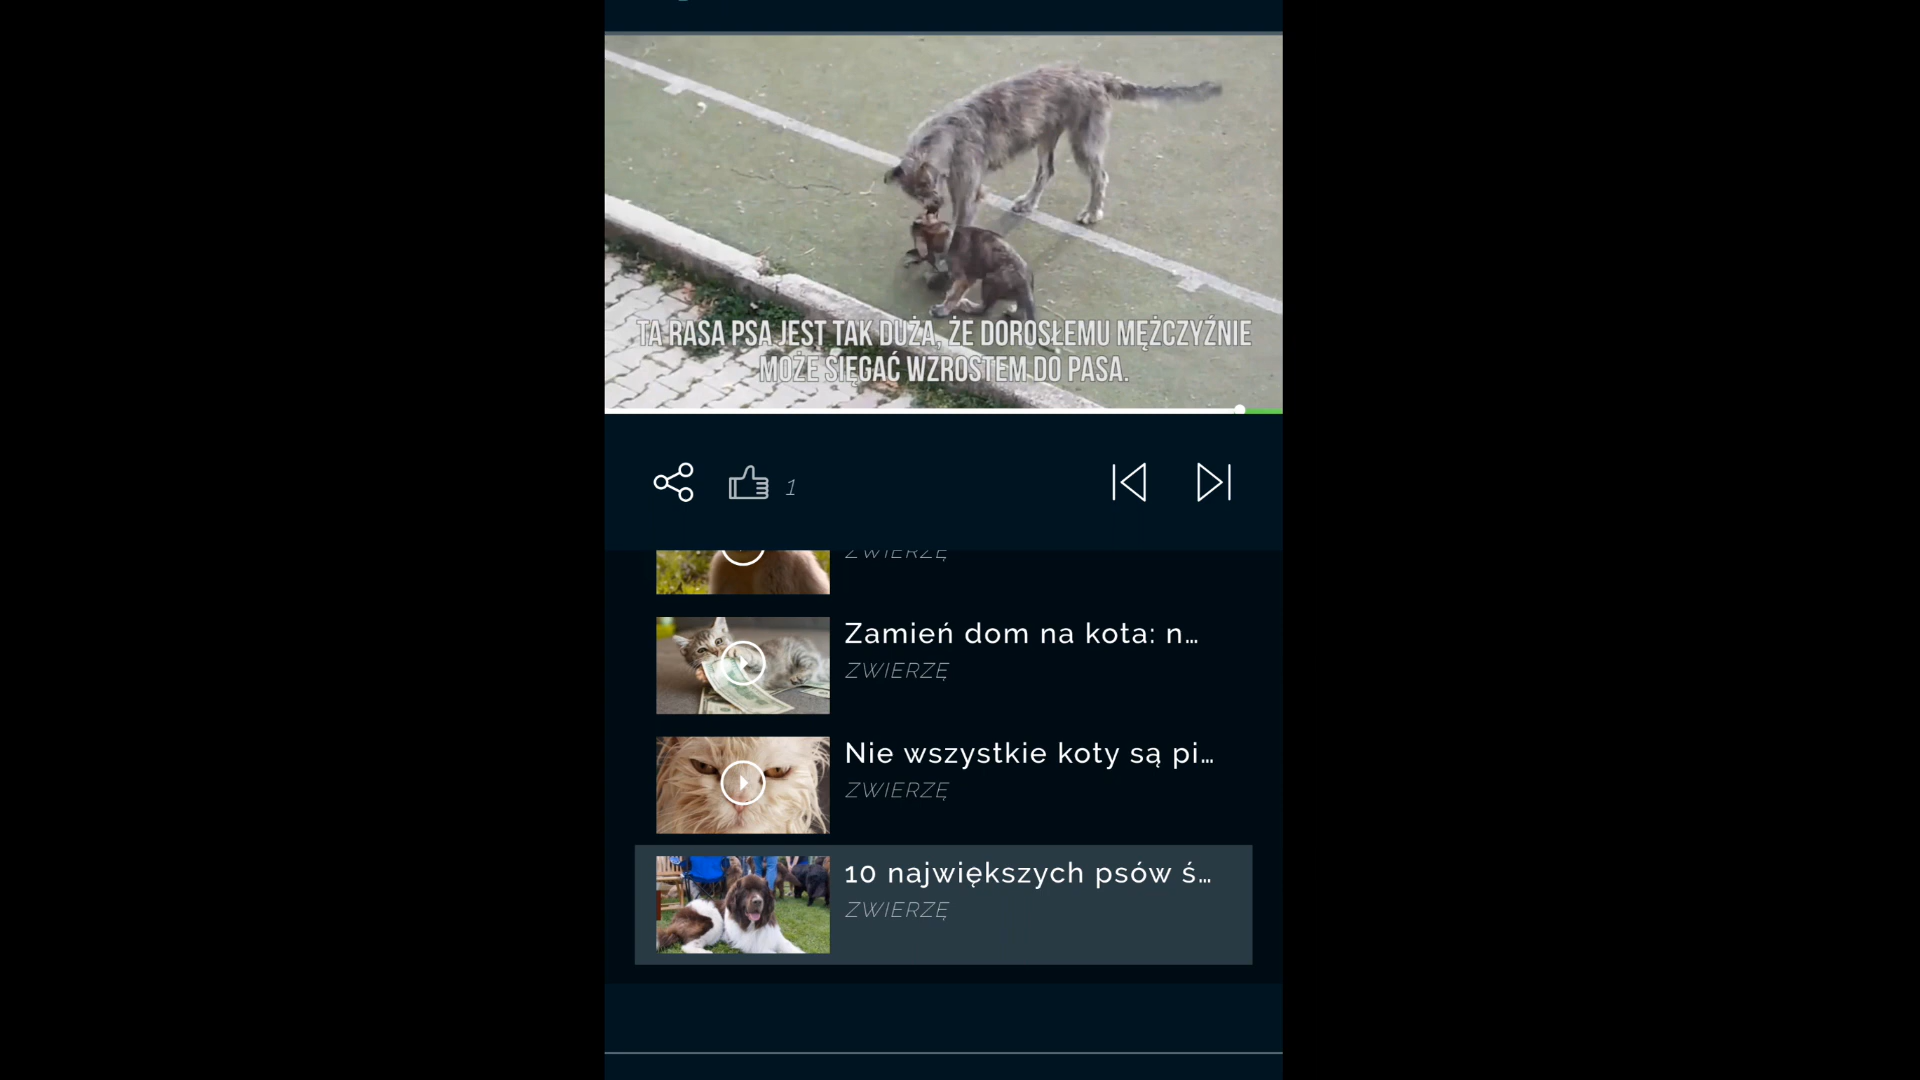 TA RASA PSA JEST TAK DUŻA, ŻE DOROSŁEMU MĘŻCZYŹNIE
MOŻE SIĘGAĆ WZROSTEM DO PASA.
1
ZWIERZĘ
Zamień dom na kota: n...
ZWIERZĘ
Nie wszystkie koty są pi...
ZWIERZĘ
10 największych psów ś...
ZWIERZĘ